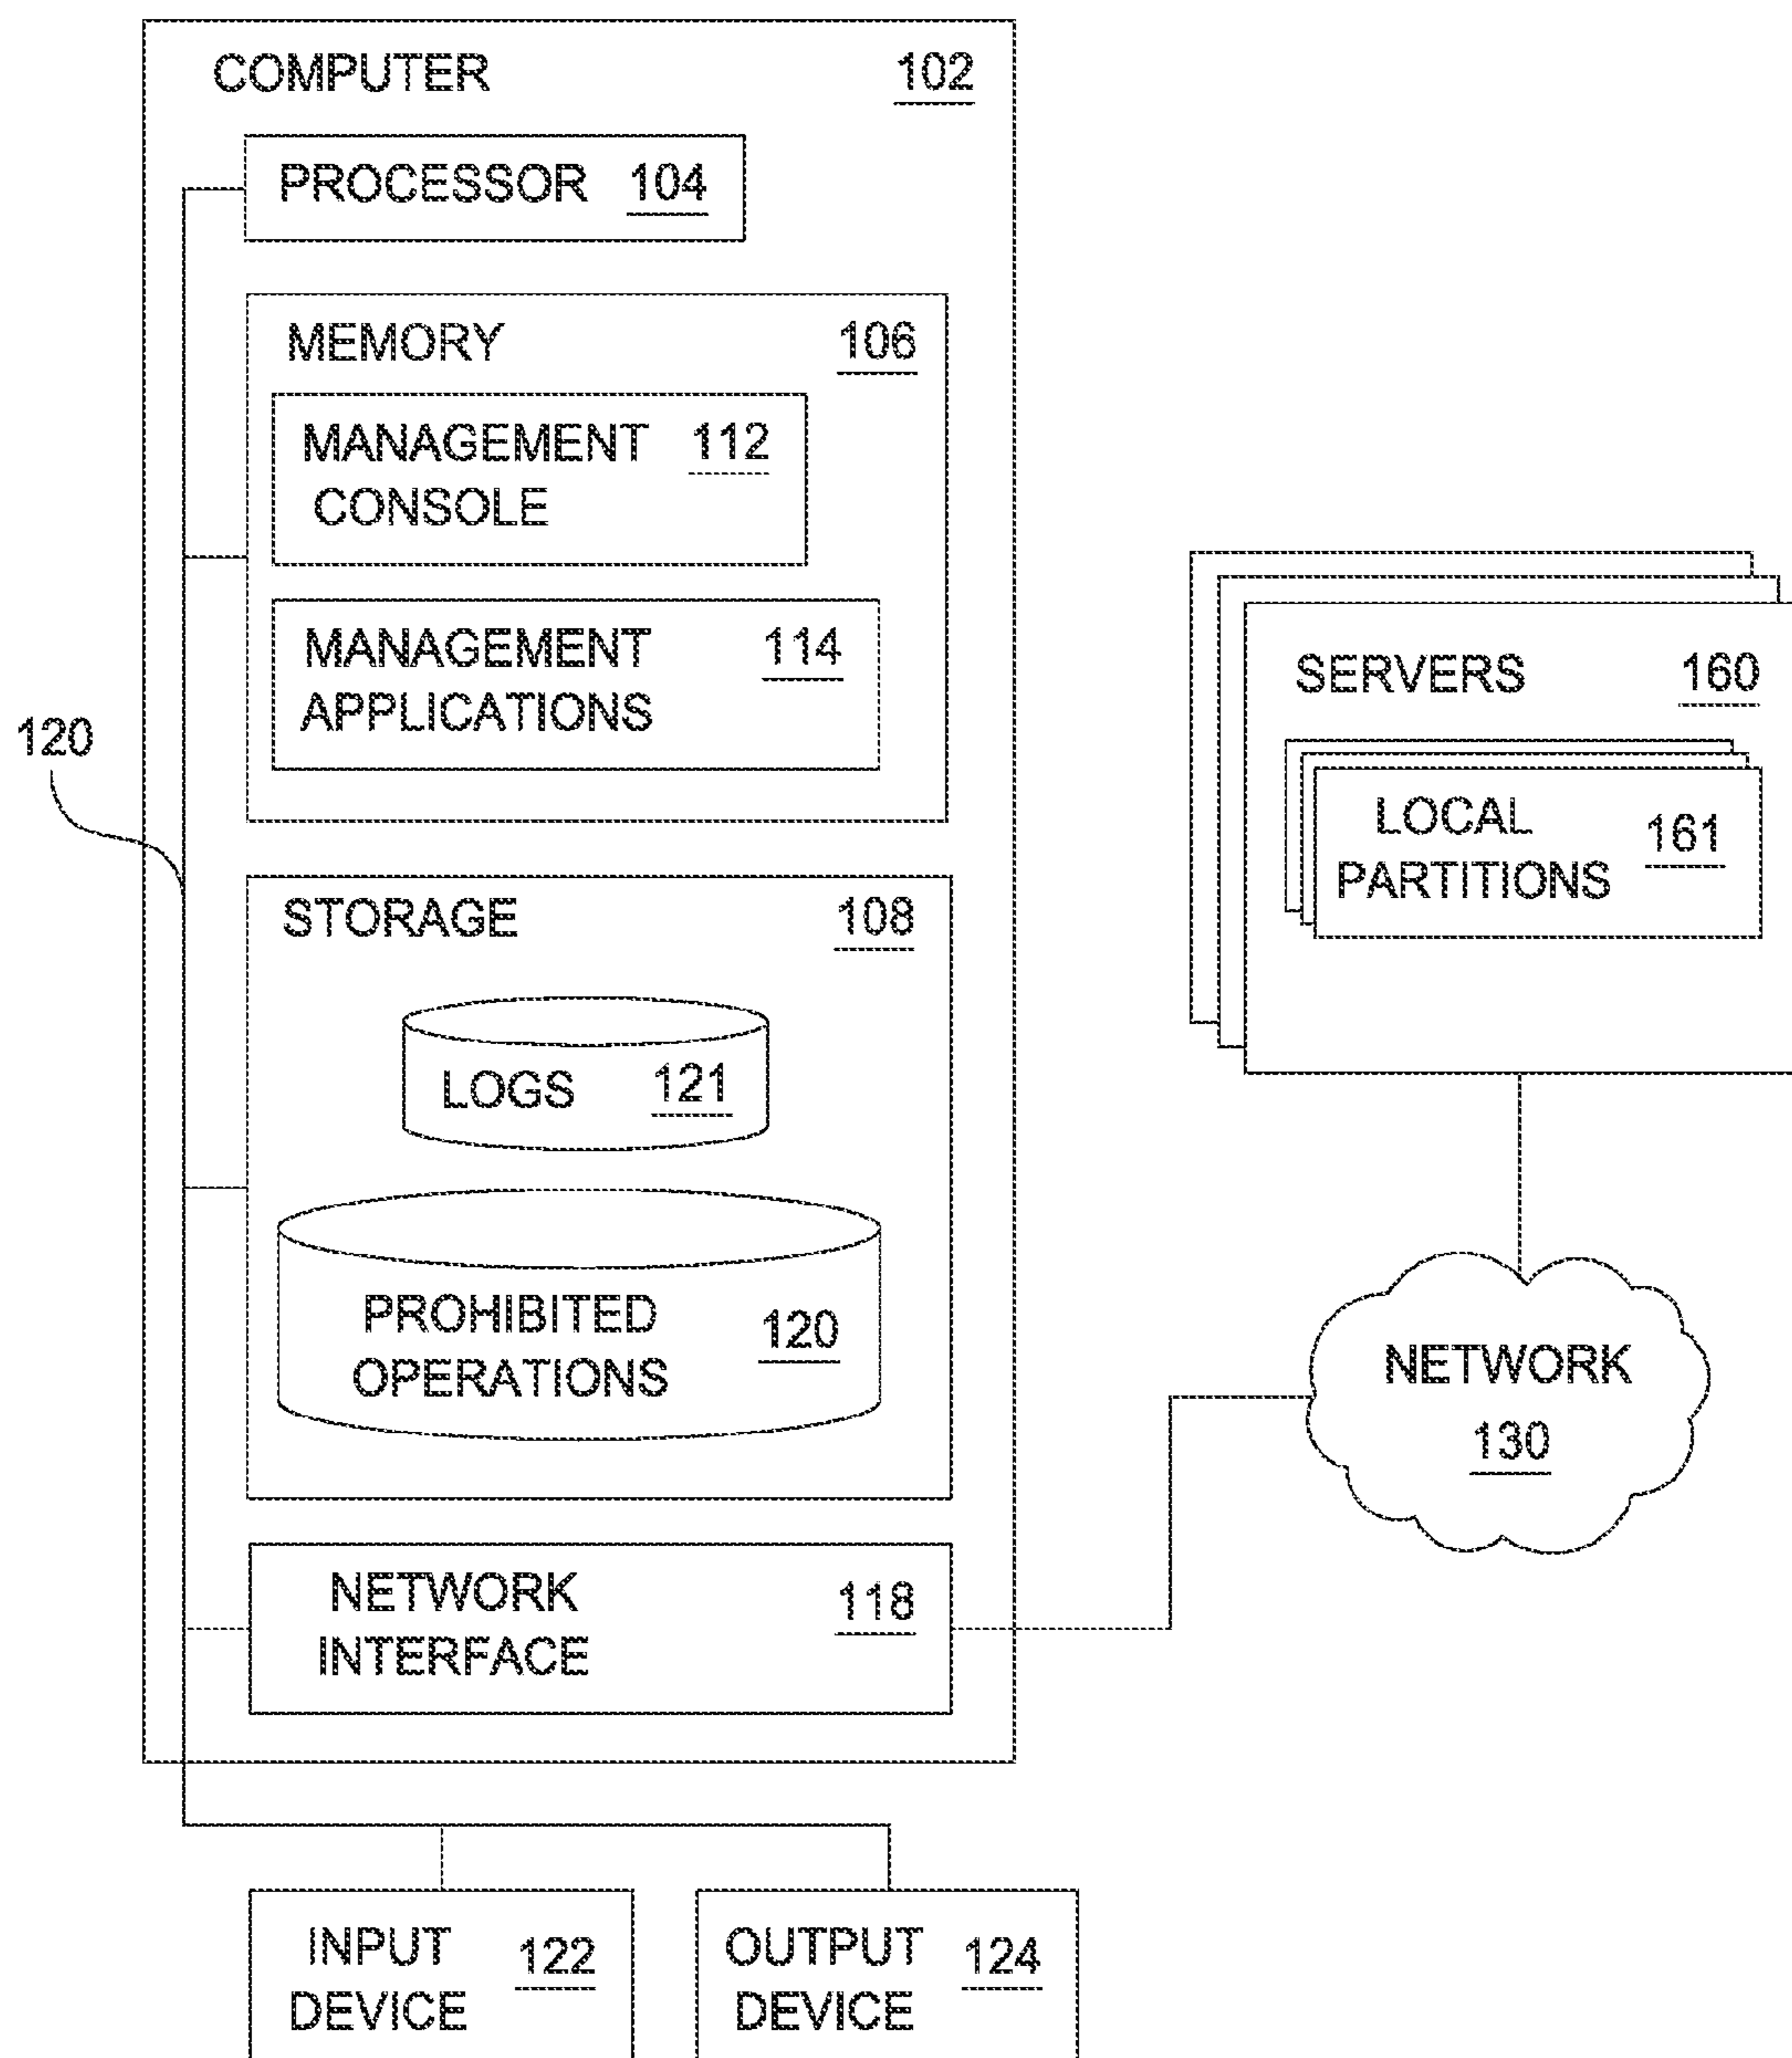 COMPUTER 102
PROCESSOR 104
MEMORY 106
MANAGEMENT 112
CONSOLE
MANAGEMENT 114
APPLICATIONS
120
STORAGE 108
LOGS 121
PROHIBITED
OPERATIONS 120
NETWORK
INTERFACE 118
INPUT
DEVICE 122
OUTPUT
DEVICE 124
SERVERS 160
LOCAL
PARTITIONS 161
NETWORK
130